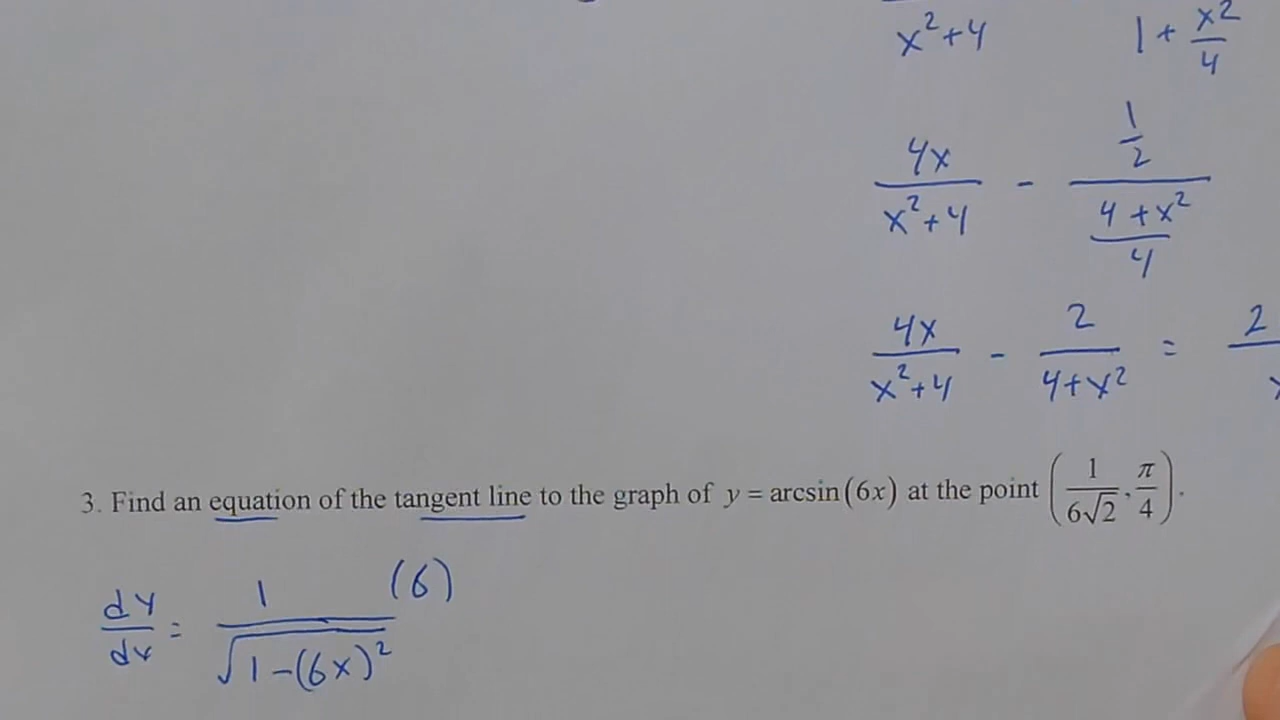 x²+4 1 + x²/4
4x/(x²+4) - (1/2)/((4+x²)/4)
4x/(x²+4) - 2/(4+x²) = 2
3. Find an equation of the tangent line to the graph of y = arcsin(6x) at the point (1/(6√2), π/4).
dy/dx = 1/√(1-(6x)²) (6)